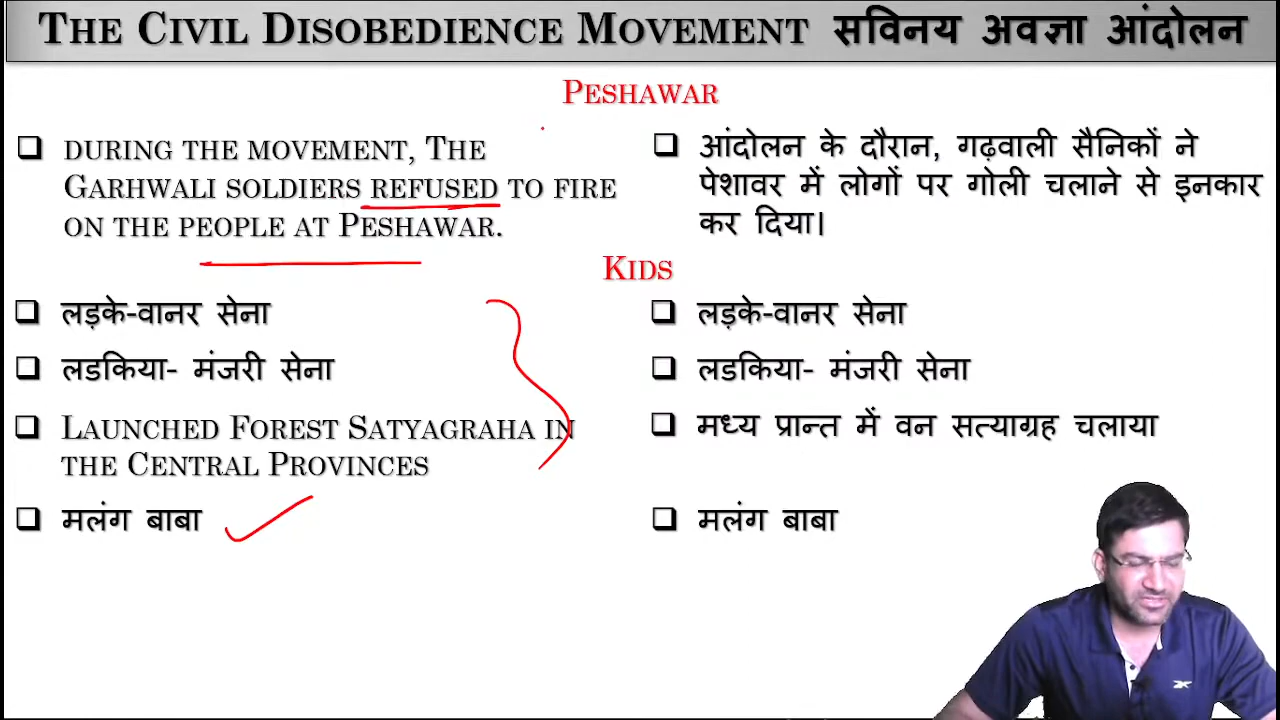 THE CIVIL DISOBEDIENCE MOVEMENT सविनय अवज्ञा आंदोलन
PESHAWAR
DURING THE MOVEMENT, THE
GARHWALI SOLDIERS REFUSED TO FIRE
ON THE PEOPLE AT PESHAWAR.
आंदोलन के दौरान, गढ़वाली सैनिकों ने
पेशावर में लोगों पर गोली चलाने से इनकार
कर दिया।
KIDS
लड़के-वानर सेना
लडकिया- मंजरी सेना
LAUNCHED FOREST SATYAGRAHA IN
THE CENTRAL PROVINCES
मलंग बाबा
लड़के-वानर सेना
लडकिया- मंजरी सेना
मध्य प्रान्त में वन सत्याग्रह चलाया
मलंग बाबा